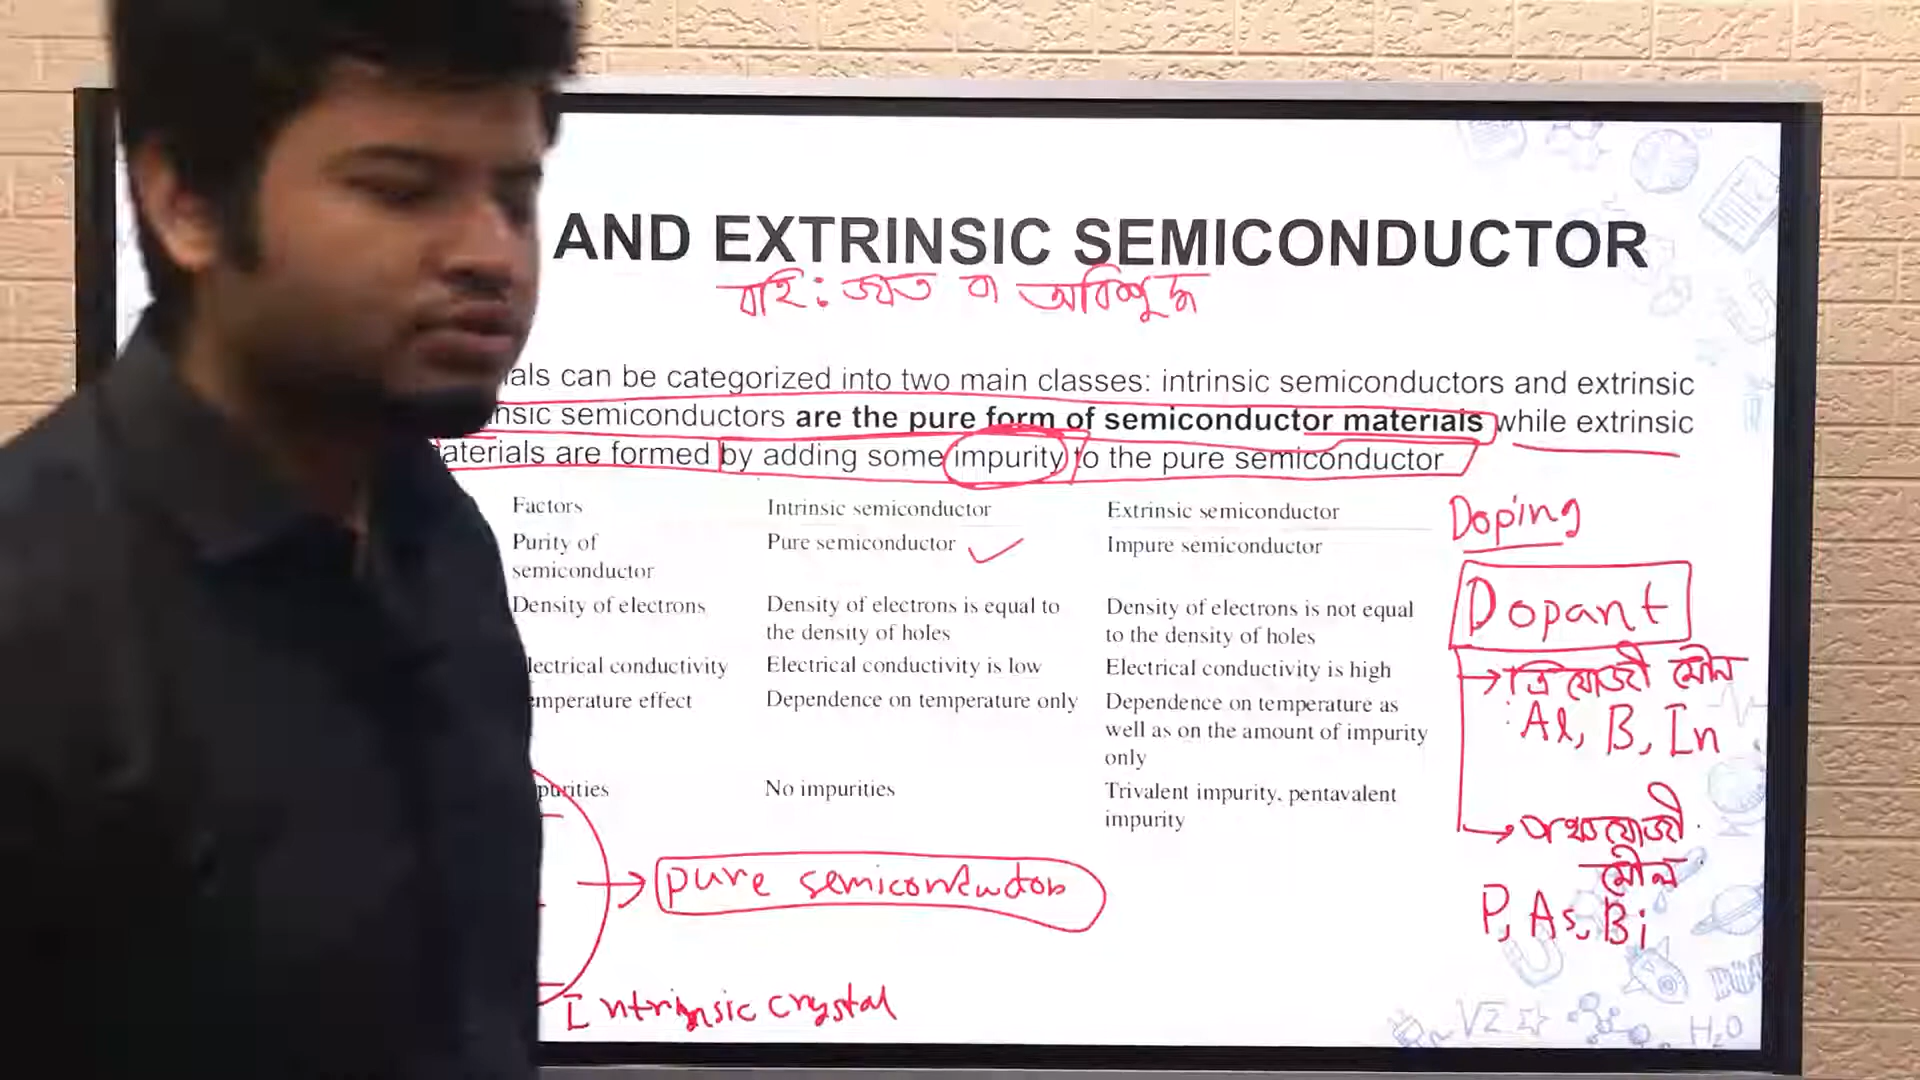 AND EXTRINSIC SEMICONDUCTOR
বহি: জাত বা অবিশুদ্ধ
ials can be categorized into two main classes: intrinsic semiconductors and extrinsic
nsic semiconductors are the pure form of semiconductor materials while extrinsic
aterials are formed by adding some impurity to the pure semiconductor
Factors Intrinsic semiconductor Extrinsic semiconductor
Purity of semiconductor Pure semiconductor Impure semiconductor
Density of electrons Density of electrons is equal to the density of holes Density of electrons is not equal to the density of holes
lectrical conductivity Electrical conductivity is low Electrical conductivity is high
emperature effect Dependence on temperature only Dependence on temperature as well as on the amount of impurity only
purities No impurities Trivalent impurity, pentavalent impurity
Doping
Dopant
ত্রিযোজী মৌল
Al, B, In
পঞ্চযোজী
মৌল
P, As, Bi
pure semiconductor
Intrinsic crystal
√2
H₂O